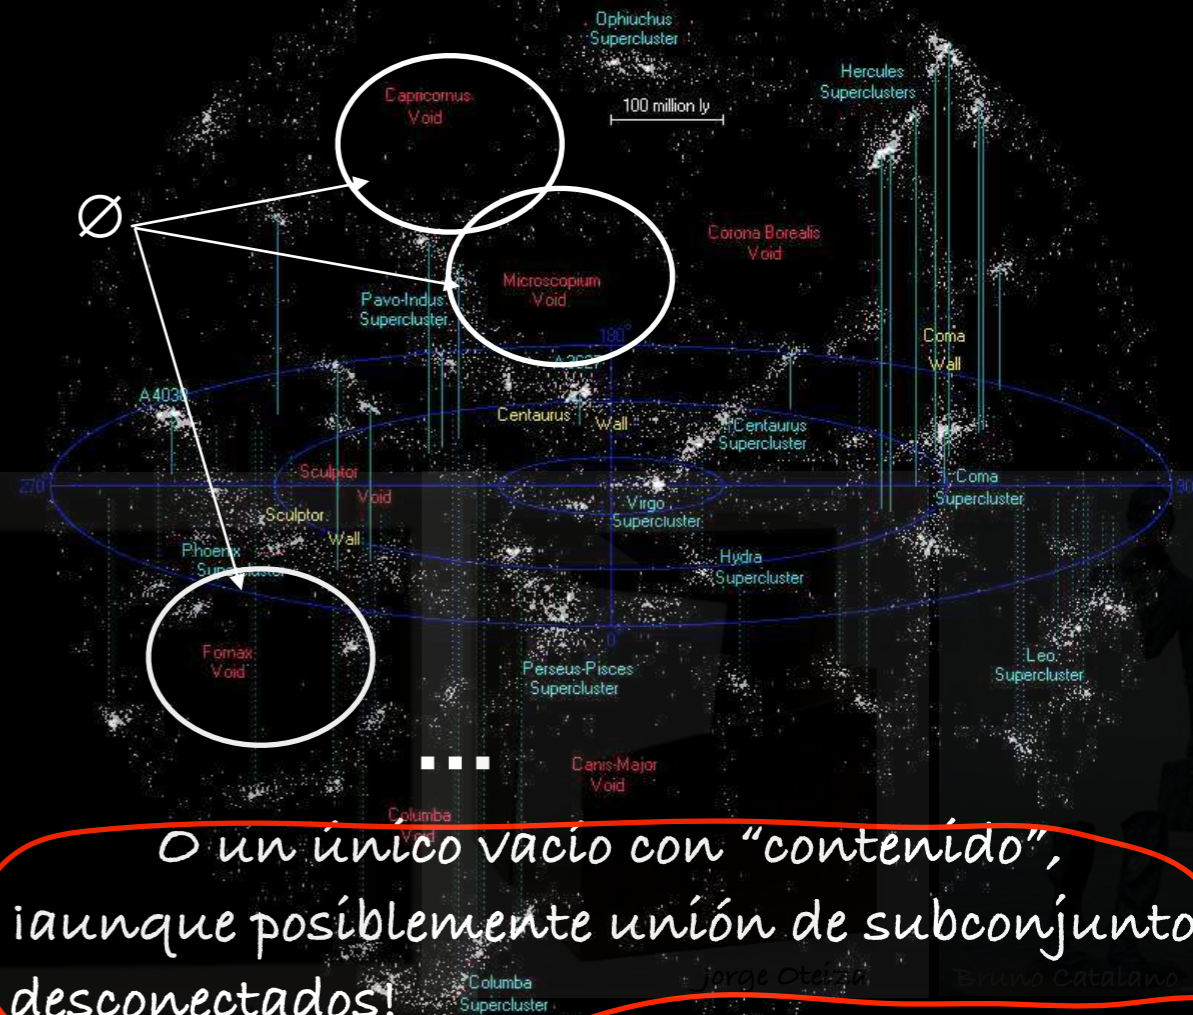 Ophiuchus
Supercluster
Hercules
Superclusters
Capricornus
Void
100 million ly
∅
Corona Borealis
Void
Microscopium
Void
Pavo-Indus
Supercluster
180°
Coma
Wall
A4038
Centaurus
Wall
Centaurus
Supercluster
Sculptor
Void
270°
90
Coma
Supercluster
Virgo
Supercluster
Sculptor
Wall
Phoenix
Supercluster
Hydra
Supercluster
0°
Fornax
Void
Perseus-Pisces
Supercluster
Leo
Supercluster
...
Canis-Major
Void
Columba
Void
O un único vacío con “contenido”,
¡aunque posiblemente unión de subconjunto
desconectados!
Jorge Oteiza
Bruno Catalano
Columba
Supercluster